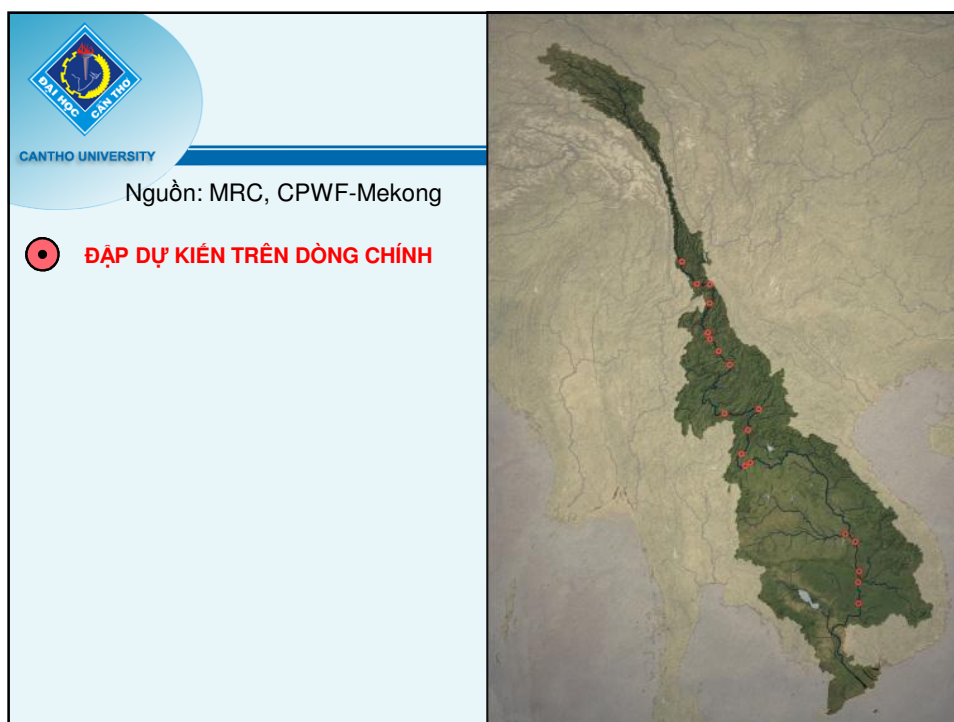 ĐẠI HỌC CẦN THƠ
CANTHO UNIVERSITY
Nguồn: MRC, CPWF-Mekong
ĐẬP DỰ KIẾN TRÊN DÒNG CHÍNH